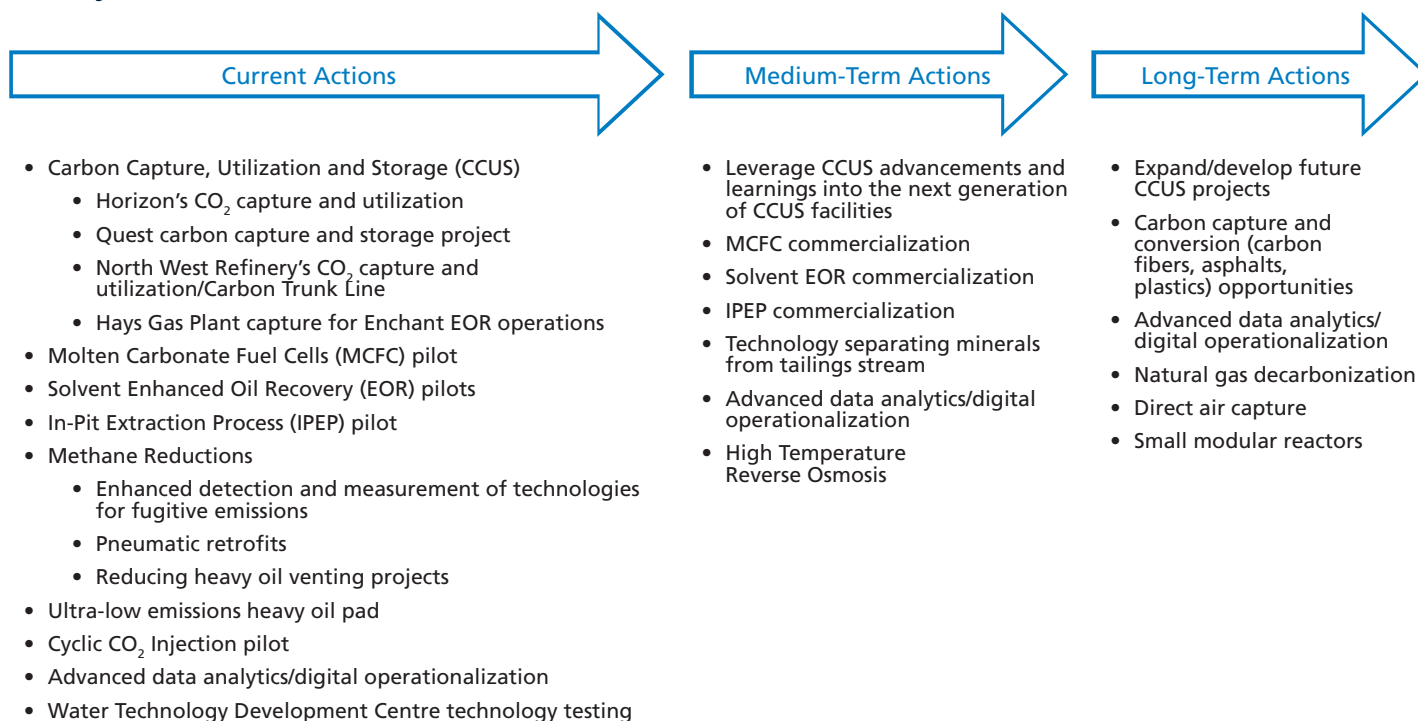 Current Actions
Medium-Term Actions
Long-Term Actions
• Carbon Capture, Utilization and Storage (CCUS)
• Horizon's CO₂ capture and utilization
• Quest carbon capture and storage project
• North West Refinery's CO₂ capture and
utilization/Carbon Trunk Line
• Hays Gas Plant capture for Enchant EOR operations
• Molten Carbonate Fuel Cells (MCFC) pilot
• Solvent Enhanced Oil Recovery (EOR) pilots
• In-Pit Extraction Process (IPEP) pilot
• Methane Reductions
• Enhanced detection and measurement of technologies
for fugitive emissions
• Pneumatic retrofits
• Reducing heavy oil venting projects
• Ultra-low emissions heavy oil pad
• Cyclic CO₂ Injection pilot
• Advanced data analytics/digital operationalization
• Water Technology Development Centre technology testing
• Leverage CCUS advancements and
learnings into the next generation
of CCUS facilities
• MCFC commercialization
• Solvent EOR commercialization
• IPEP commercialization
• Technology separating minerals
from tailings stream
• Advanced data analytics/digital
operationalization
• High Temperature
Reverse Osmosis
• Expand/develop future
CCUS projects
• Carbon capture and
conversion (carbon
fibers, asphalts,
plastics) opportunities
• Advanced data analytics/
digital operationalization
• Natural gas decarbonization
• Direct air capture
• Small modular reactors